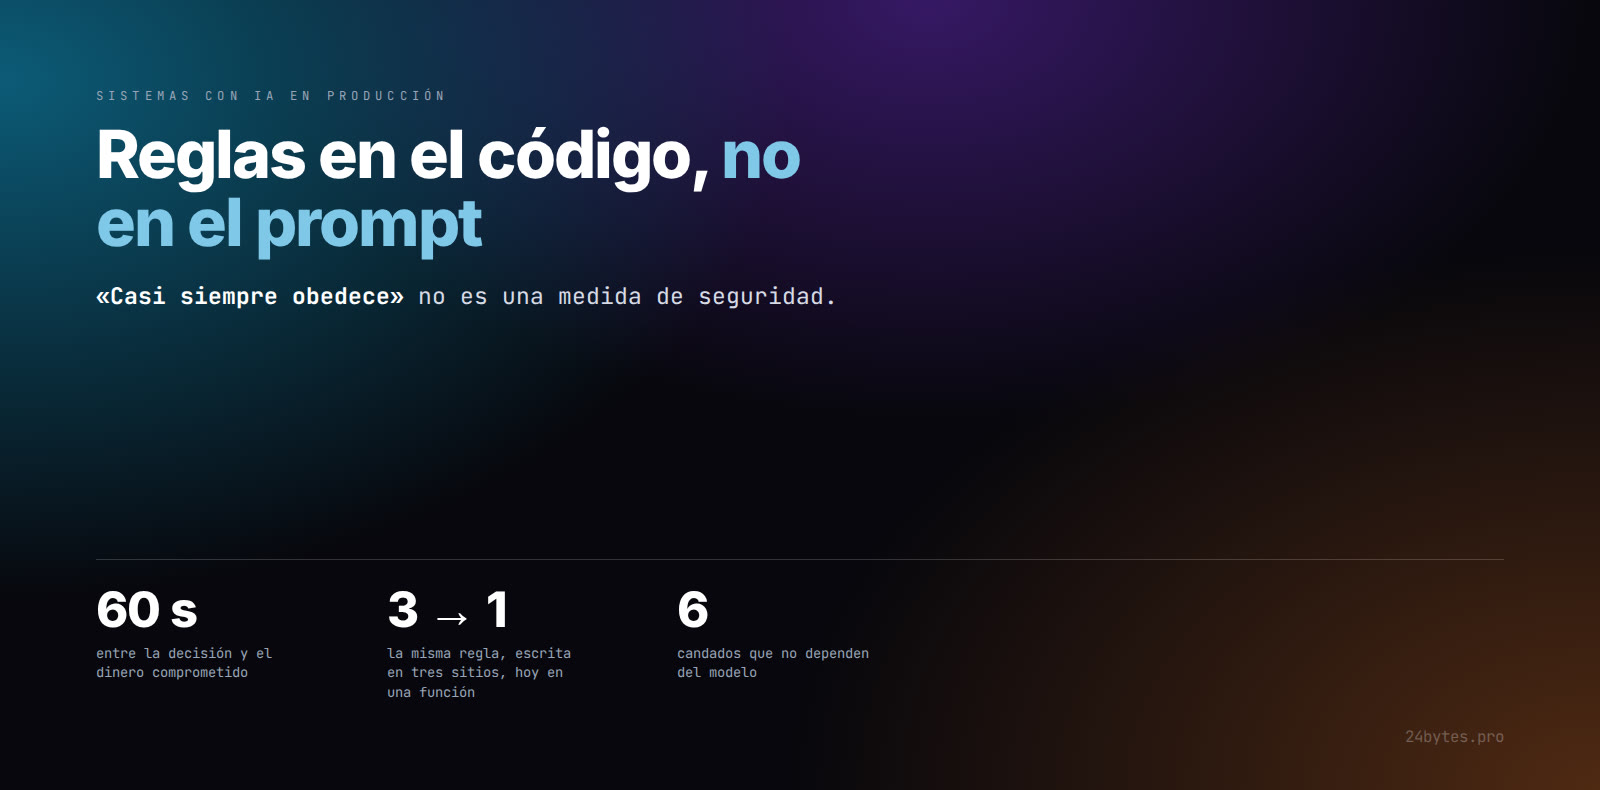 SISTEMAS CON IA EN PRODUCCIÓN
Reglas en el código, no
en el prompt
«Casi siempre obedece» no es una medida de seguridad.
60 s
entre la decisión y el
dinero comprometido
3 → 1
la misma regla, escrita
en tres sitios, hoy en
una función
6
candados que no dependen
del modelo
24bytes.pro